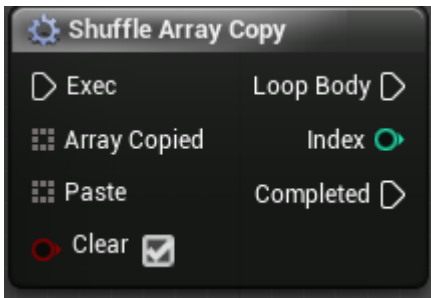 Shuffle Array Copy
Exec
Loop Body
Array Copied
Index
Paste
Completed
Clear